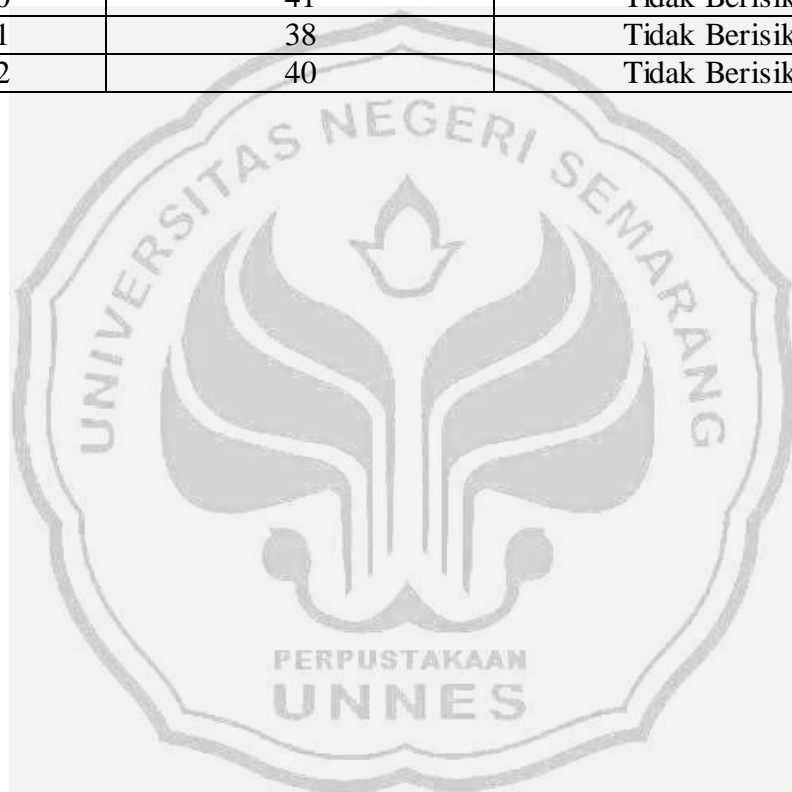 41 Tidak Berisik
1 38 Tidak Berisik
2 40 Tidak Berisik
UNIVERSITAS NEGERI SEMARANG
PERPUSTAKAAN
UNNES